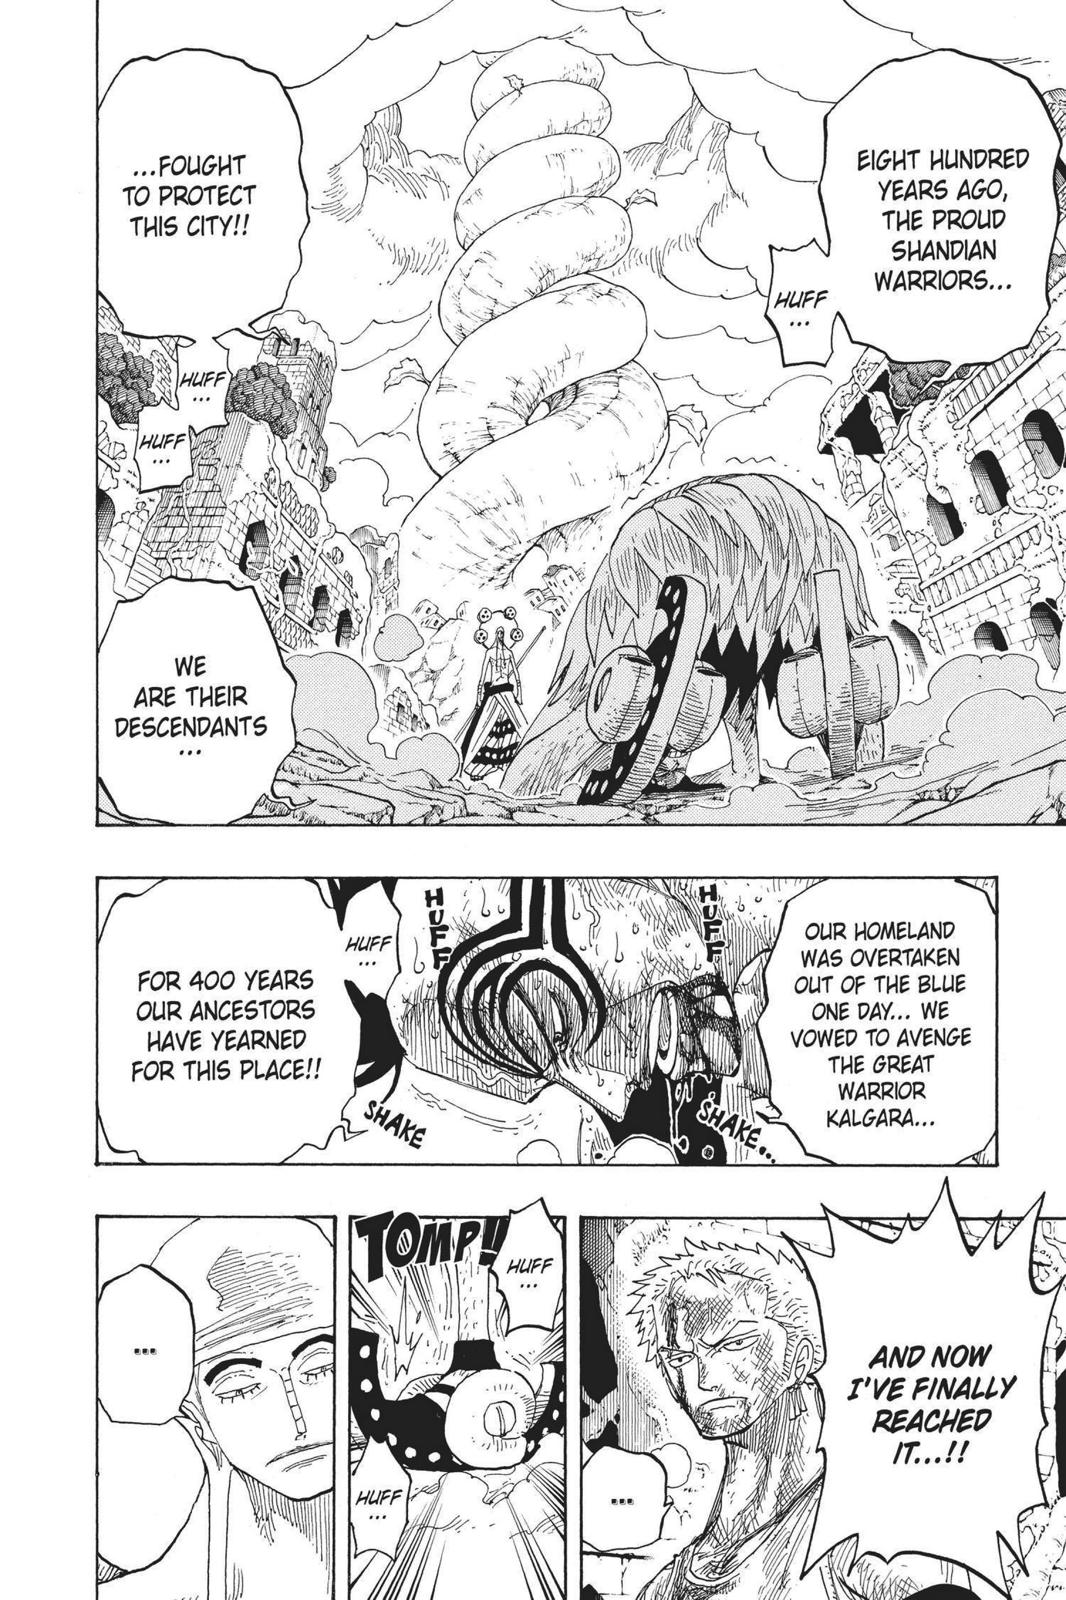 EIGHT HUNDRED
YEARS AGO,
THE PROUD
SHANDIAN
WARRIORS...
HUFF
...
...FOUGHT
TO PROTECT
THIS CITY!!
HUFF
...
HUFF
...
WE
ARE THEIR
DESCENDANTS
...
OUR HOMELAND
WAS OVERTAKEN
OUT OF THE BLUE
ONE DAY... WE
VOWED TO AVENGE
THE GREAT
WARRIOR
KALGARA...
HUFF
SHAKE...
HUFF
HUFF
...
SHAKE
FOR 400 YEARS
OUR ANCESTORS
HAVE YEARNED
FOR THIS PLACE!!
AND NOW
I'VE FINALLY
REACHED
IT...!!
...
HUFF
...
TOMP!!
HUFF
...
...